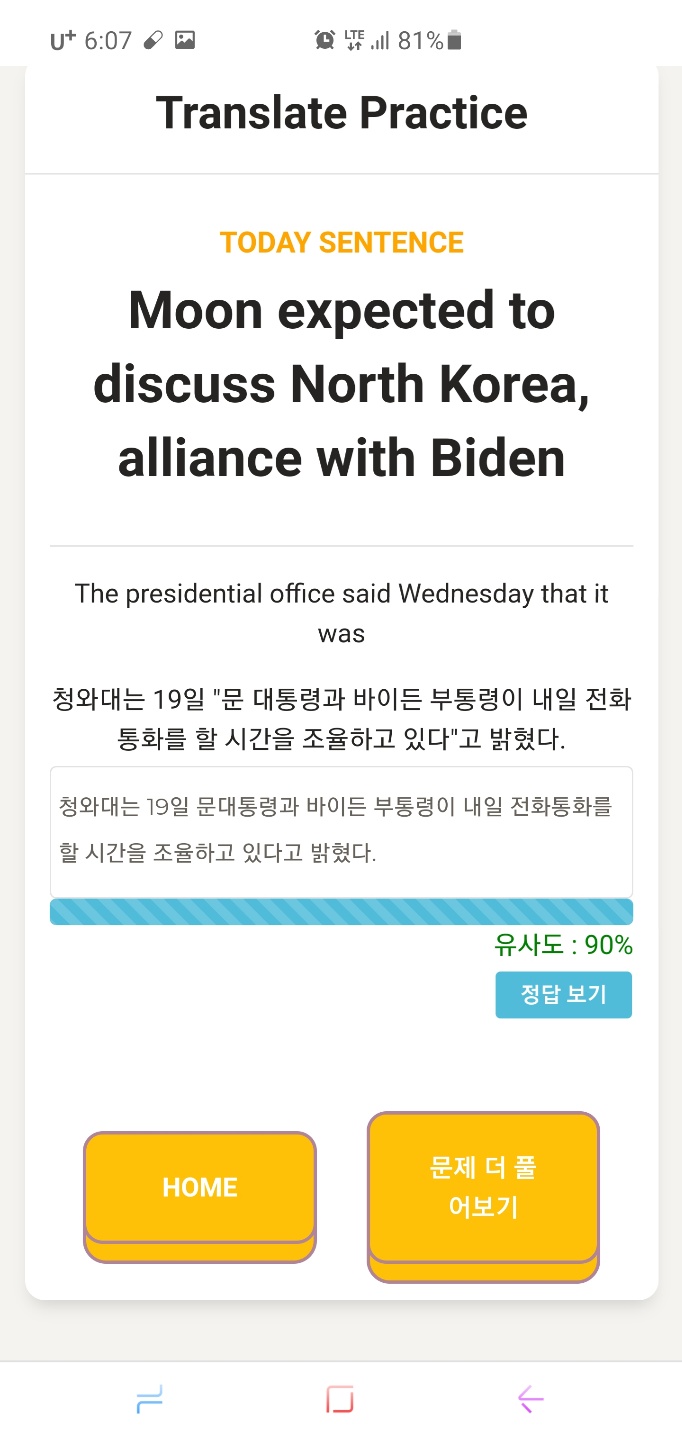 U+ 6:07 LTE 81%
Translate Practice
TODAY SENTENCE
Moon expected to
discuss North Korea,
alliance with Biden
The presidential office said Wednesday that it
was
청와대는 19일 "문 대통령과 바이든 부통령이 내일 전화
통화를 할 시간을 조율하고 있다"고 밝혔다.
청와대는 19일 문대통령과 바이든 부통령이 내일 전화통화를
할 시간을 조율하고 있다고 밝혔다.
유사도 : 90%
정답 보기
HOME
문제 더 풀
어보기